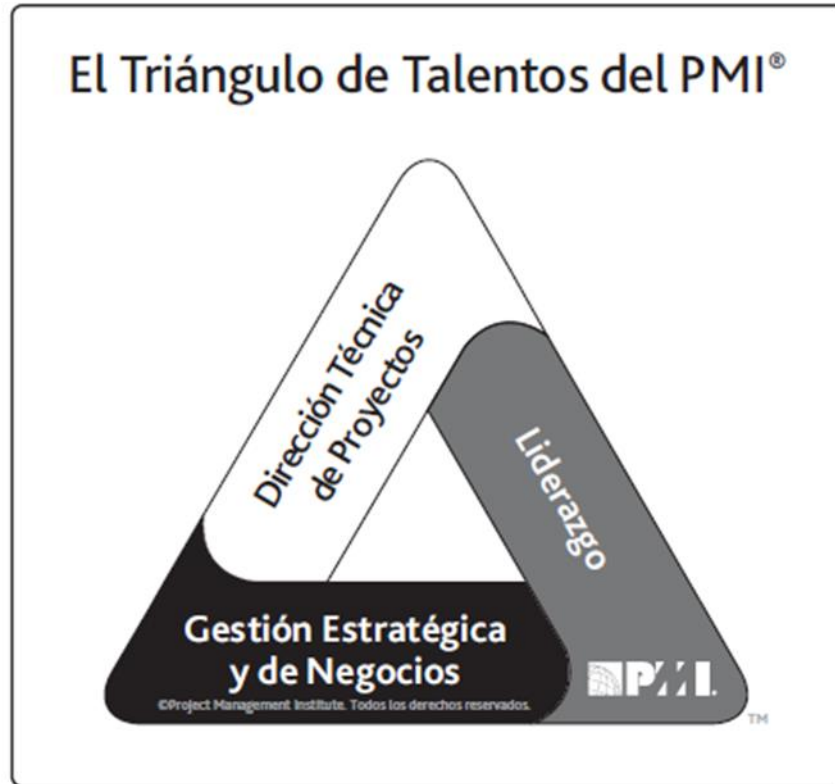 El Triángulo de Talentos del PMI®
Dirección Técnica
de Proyectos
Liderazgo
Gestión Estratégica
y de Negocios
©Project Management Institute. Todos los derechos reservados.
PMI.
TM